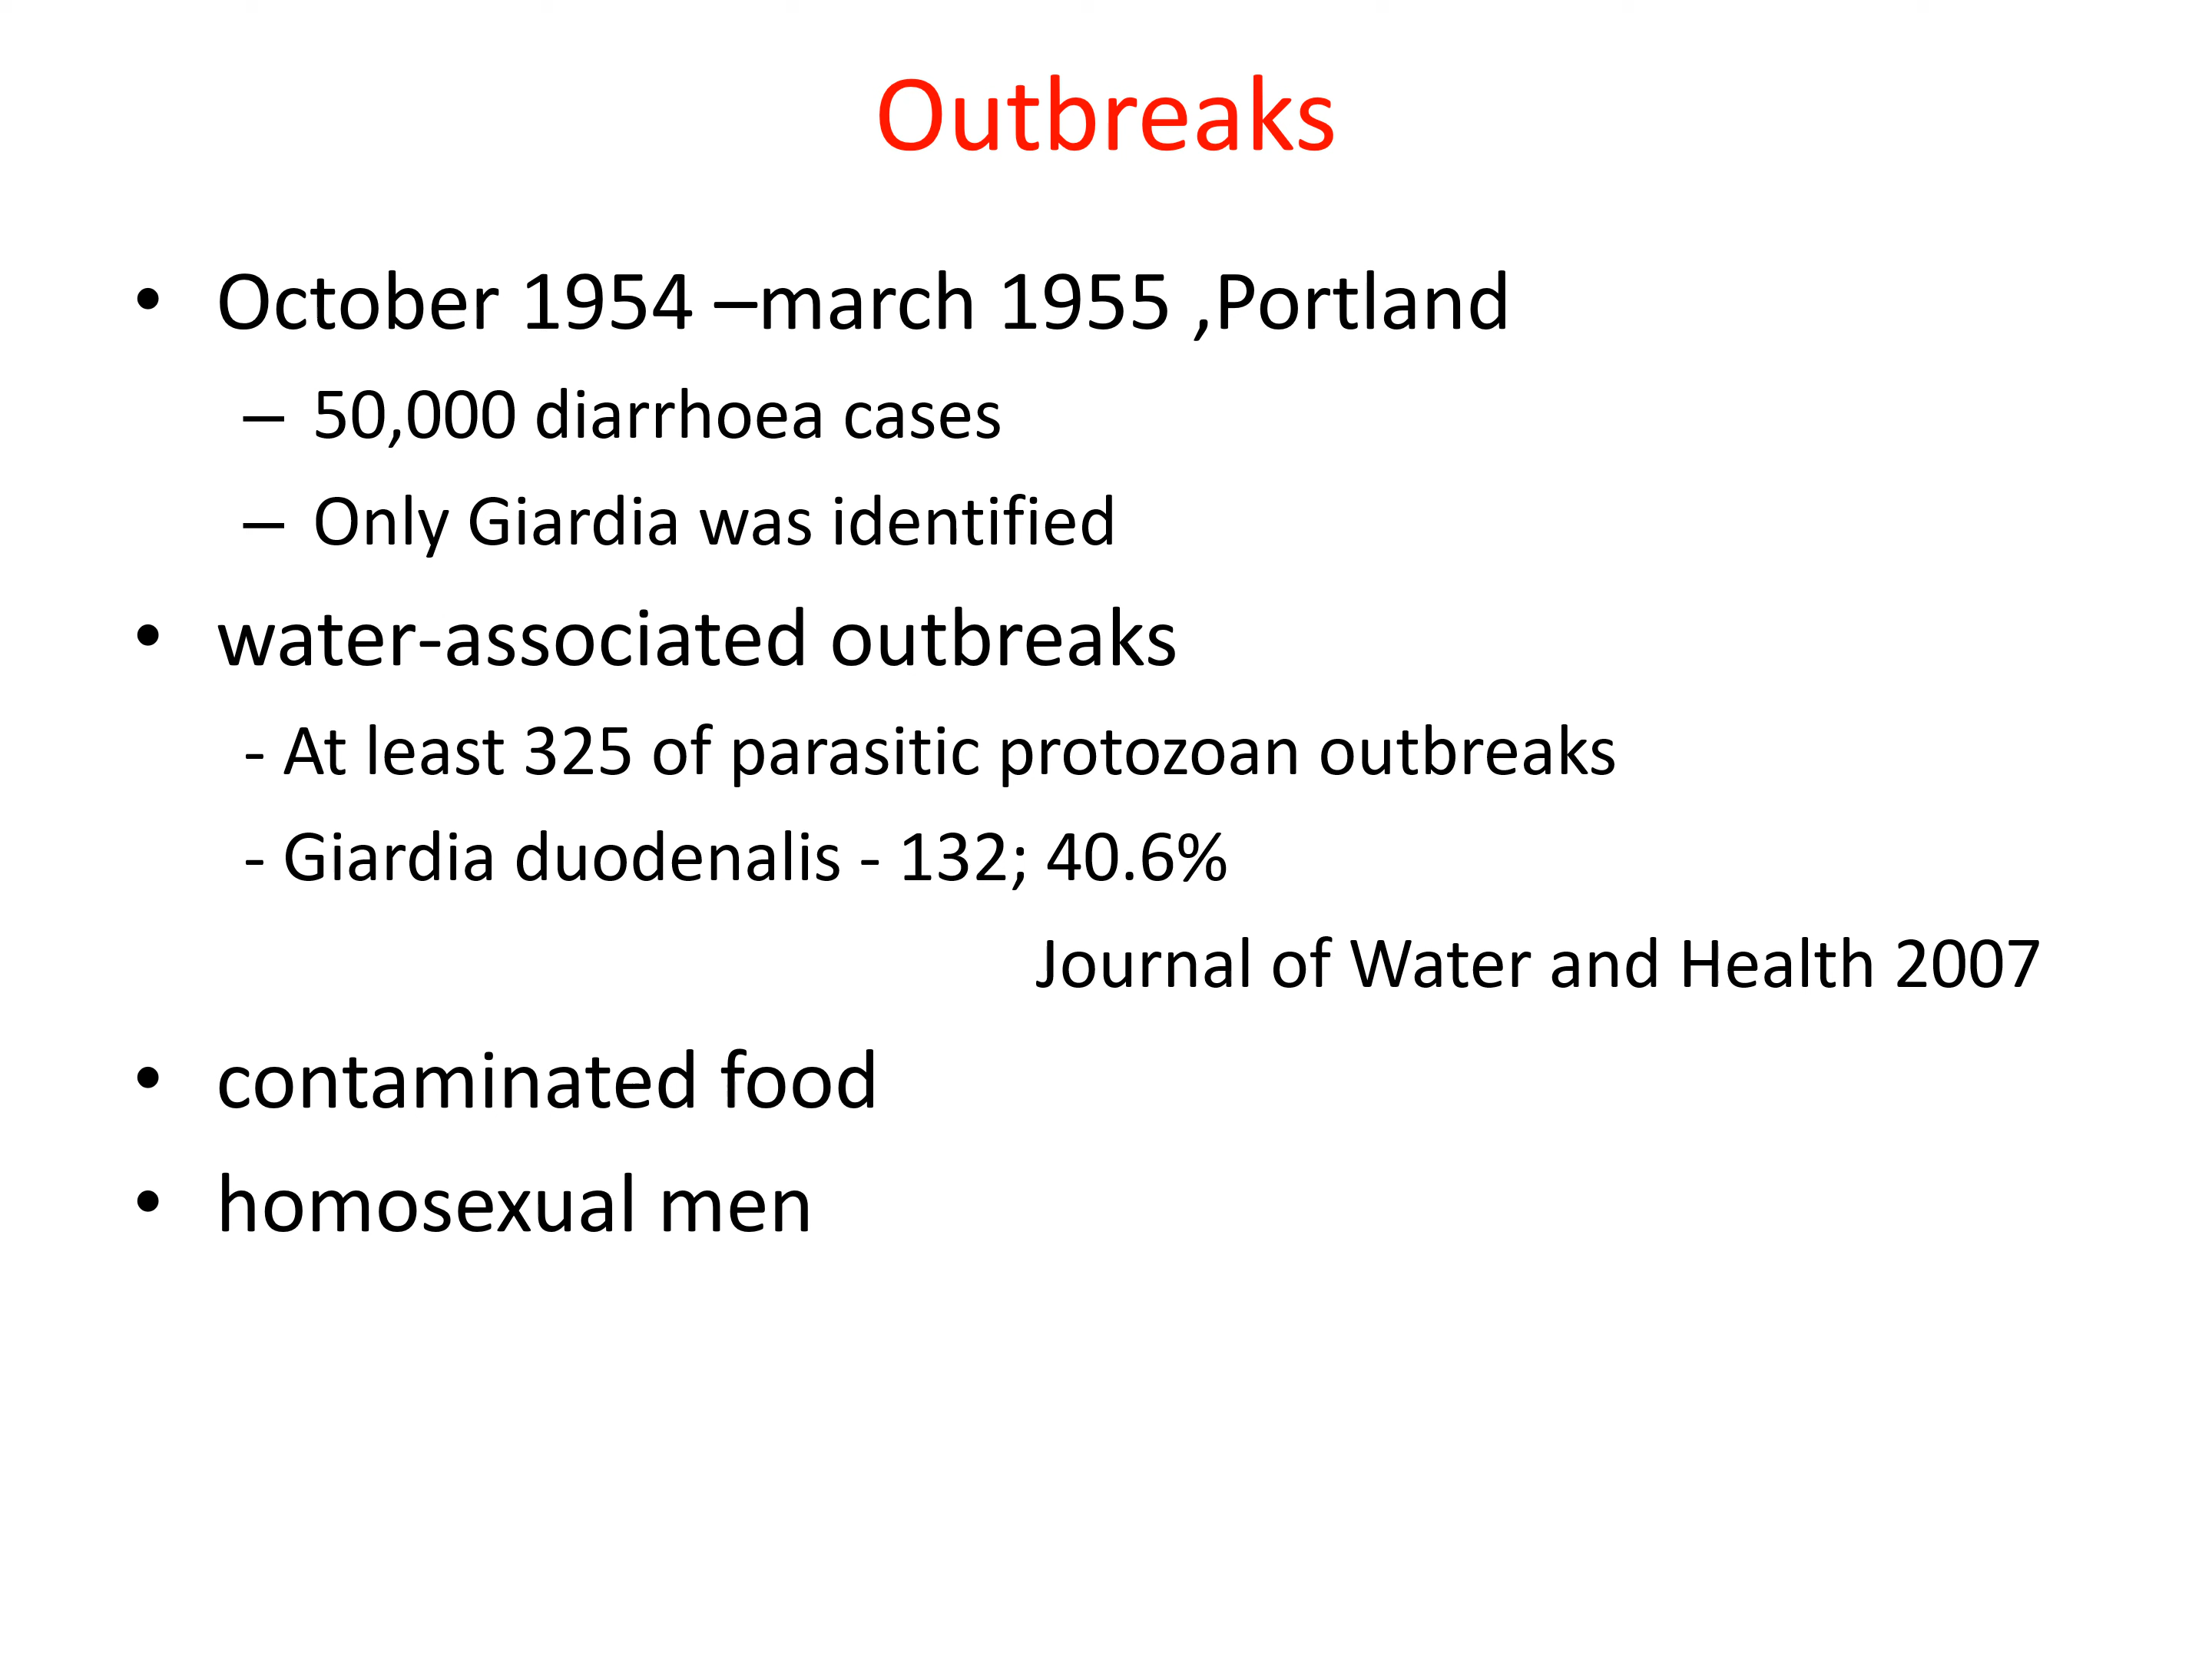 Outbreaks
• October 1954 –march 1955 ,Portland
– 50,000 diarrhoea cases
– Only Giardia was identified
• water-associated outbreaks
- At least 325 of parasitic protozoan outbreaks
- Giardia duodenalis - 132; 40.6%
Journal of Water and Health 2007
• contaminated food
• homosexual men